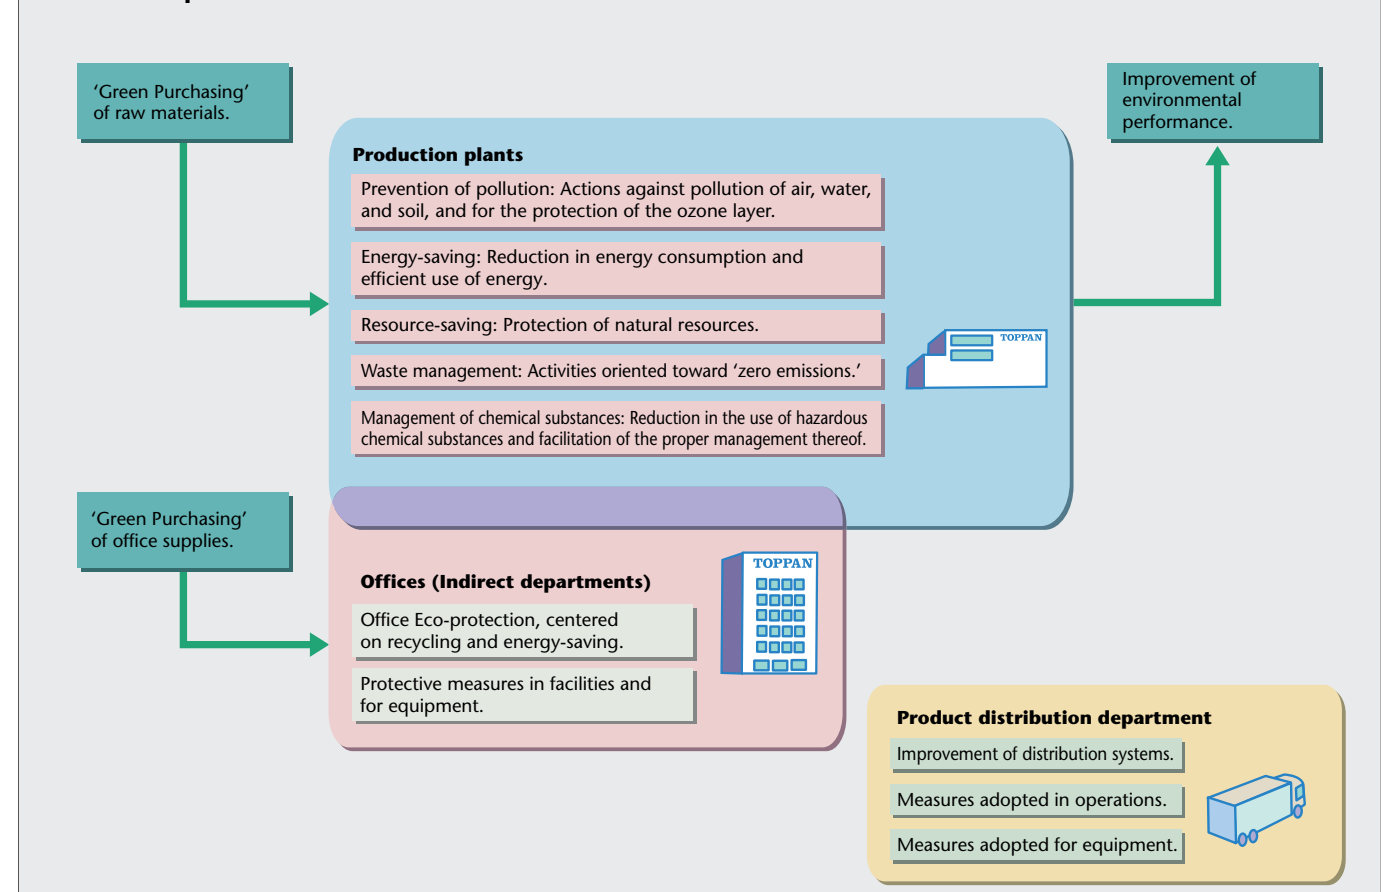 ‘Green Purchasing’
of raw materials.
Improvement of
environmental
performance.
Production plants
Prevention of pollution: Actions against pollution of air, water,
and soil, and for the protection of the ozone layer.
Energy-saving: Reduction in energy consumption and
efficient use of energy.
Resource-saving: Protection of natural resources.
TOPPAN
Waste management: Activities oriented toward ‘zero emissions.’
Management of chemical substances: Reduction in the use of hazardous
chemical substances and facilitation of the proper management thereof.
‘Green Purchasing’
of office supplies.
Offices (Indirect departments)
TOPPAN
Office Eco-protection, centered
on recycling and energy-saving.
Protective measures in facilities and
for equipment.
Product distribution department
Improvement of distribution systems.
Measures adopted in operations.
Measures adopted for equipment.